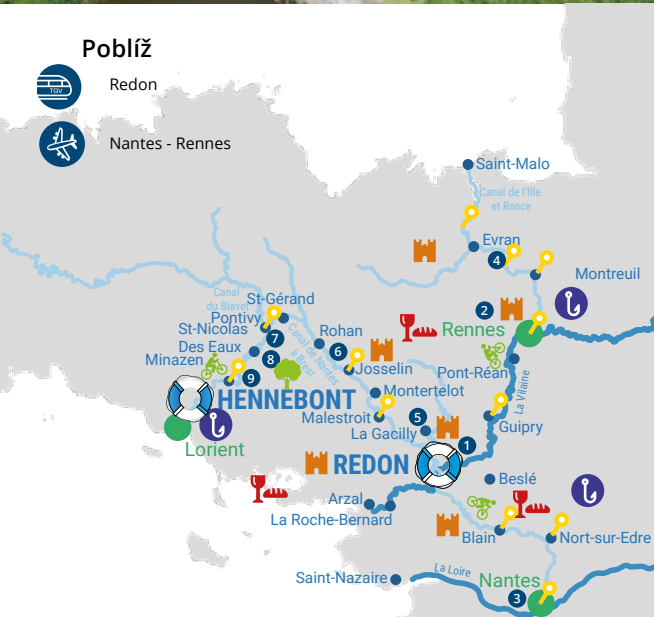 Poblíž
TGV
Redon
Nantes - Rennes
Saint-Malo
Canal de l'Ille
et Rance
Evran
4
Montreuil
Canal
du Blavet
St-Gérand
2
Pontivy
Rennes
St-Nicolas
7
Rohan
Des Eaux
8
Canal de Nantes
à Brest
6
Minazen
Josselin
Pont-Réan
9
Montertelot
La Vilaine
HENNEBONT
Malestroit
5
Guipry
La Gacilly
1
Lorient
REDON
Beslé
Arzal
La Roche-Bernard
Blain
Nort-sur-Edre
La Loire
Saint-Nazaire
Nantes
3